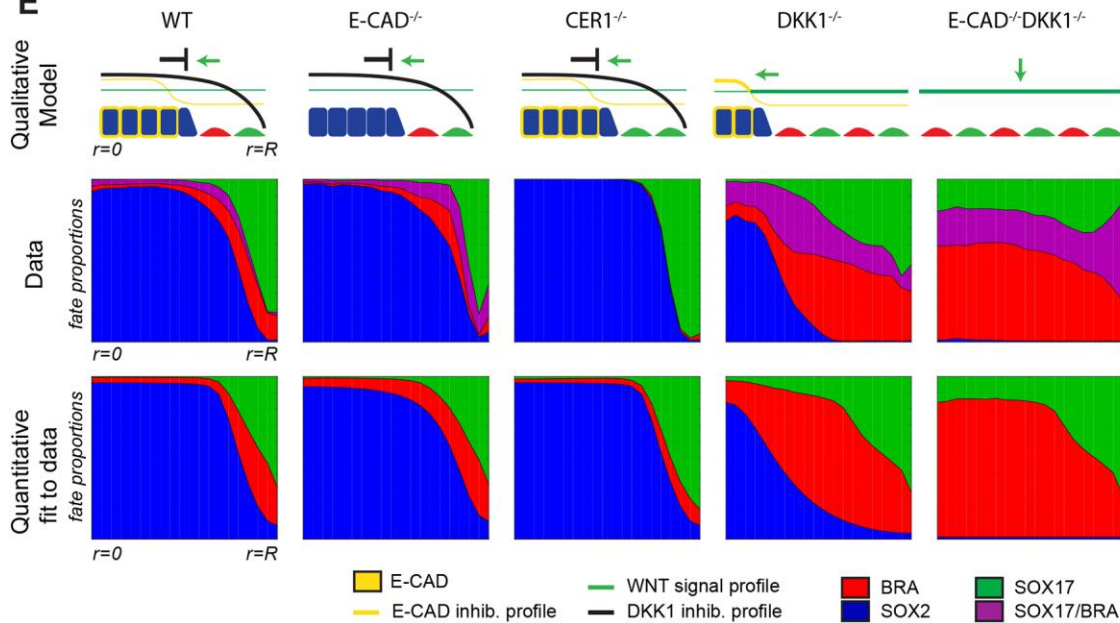 E
WT
E-CAD-/-
CER1-/-
DKK1-/-
E-CAD-/-DKK1-/-
Qualitative
Model
r=0
r=R
Data
fate proportions
r=0
r=R
Quantitative
fit to data
fate proportions
r=0
r=R
E-CAD
WNT signal profile
BRA
SOX17
E-CAD inhib. profile
DKK1 inhib. profile
SOX2
SOX17/BRA